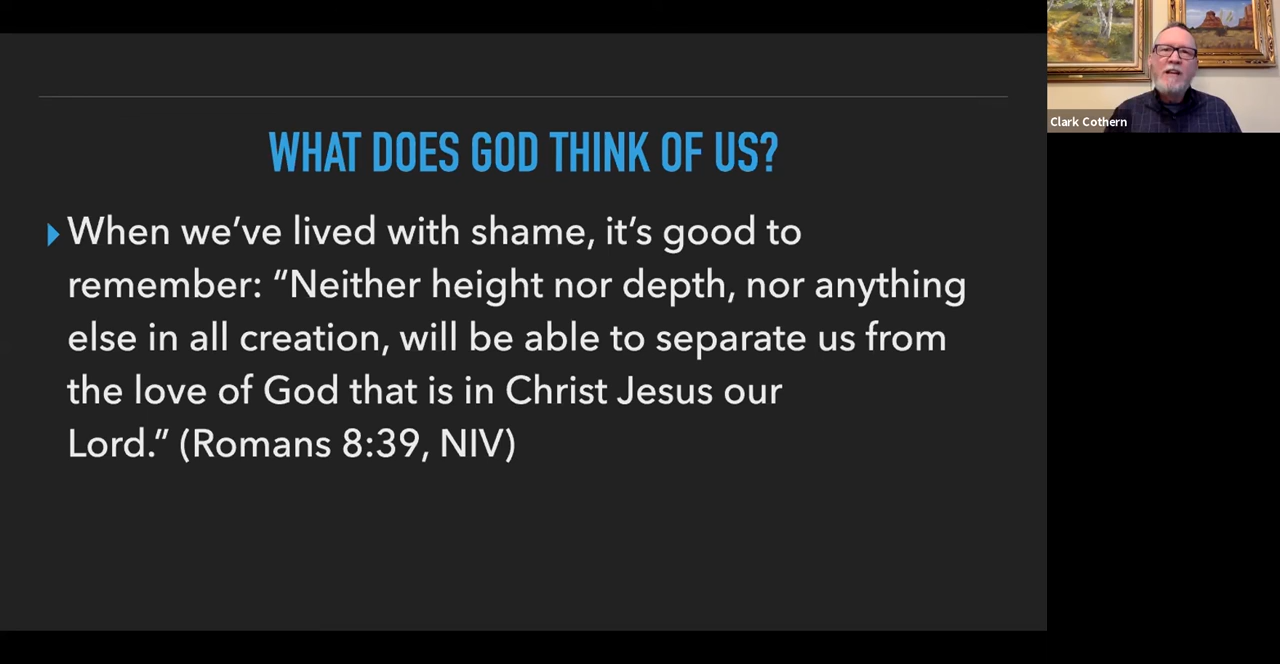 WHAT DOES GOD THINK OF US?
When we’ve lived with shame, it’s good to
remember: “Neither height nor depth, nor anything
else in all creation, will be able to separate us from
the love of God that is in Christ Jesus our
Lord.” (Romans 8:39, NIV)
Clark Cothern